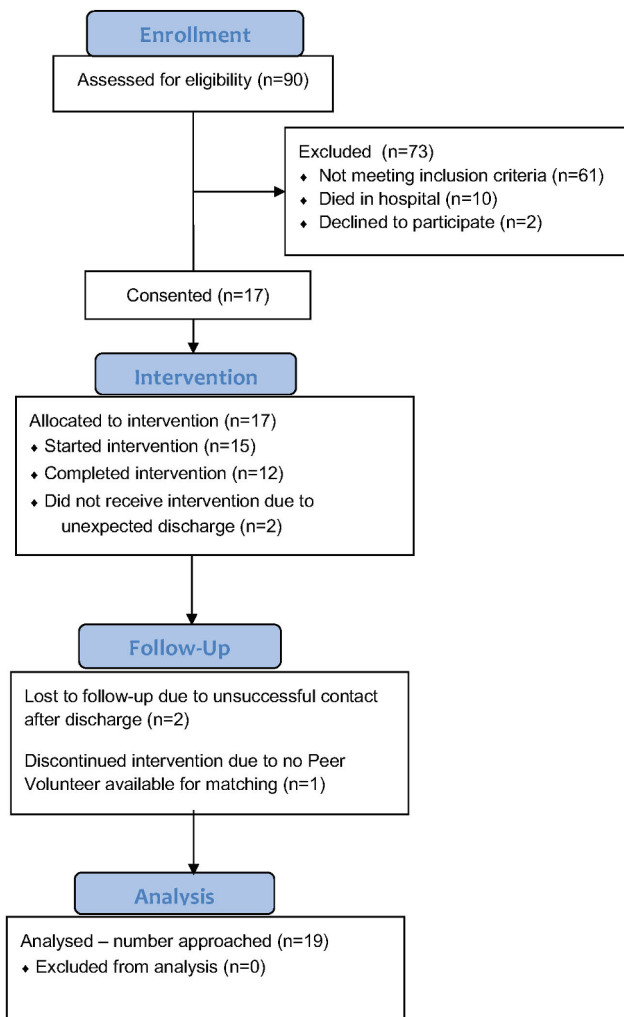 Enrollment
Assessed for eligibility (n=90)
Excluded (n=73)
♦ Not meeting inclusion criteria (n=61)
♦ Died in hospital (n=10)
♦ Declined to participate (n=2)
Consented (n=17)
Intervention
Allocated to intervention (n=17)
♦ Started intervention (n=15)
♦ Completed intervention (n=12)
♦ Did not receive intervention due to
unexpected discharge (n=2)
Follow-Up
Lost to follow-up due to unsuccessful contact
after discharge (n=2)
Discontinued intervention due to no Peer
Volunteer available for matching (n=1)
Analysis
Analysed – number approached (n=19)
♦ Excluded from analysis (n=0)